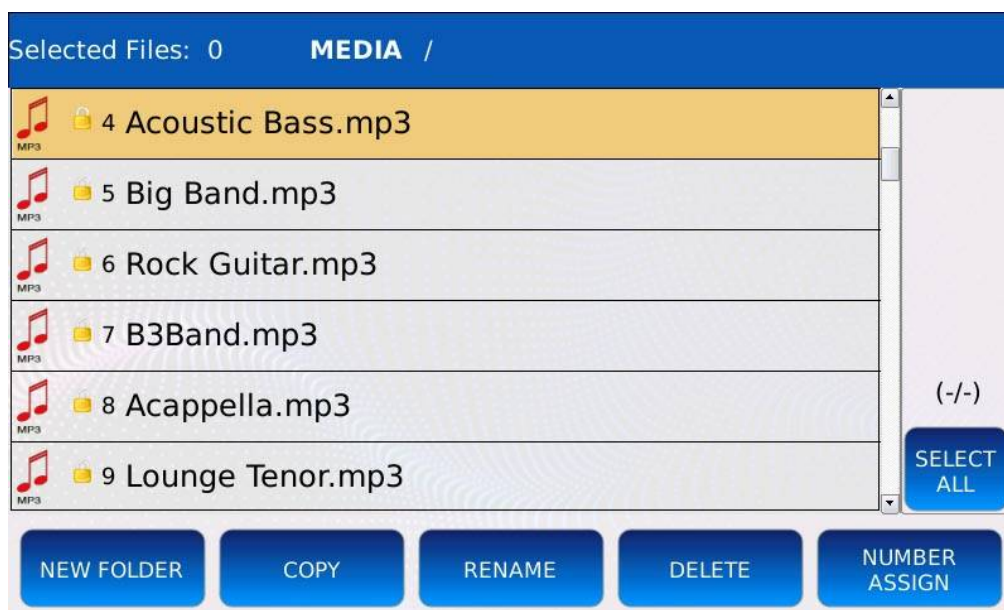 Selected Files: 0 MEDIA /
4 Acoustic Bass.mp3
MP3
5 Big Band.mp3
MP3
6 Rock Guitar.mp3
MP3
7 B3Band.mp3
MP3
8 Acappella.mp3
MP3
9 Lounge Tenor.mp3
MP3
(-/-)
SELECT
ALL
NEW FOLDER COPY RENAME DELETE NUMBER
ASSIGN